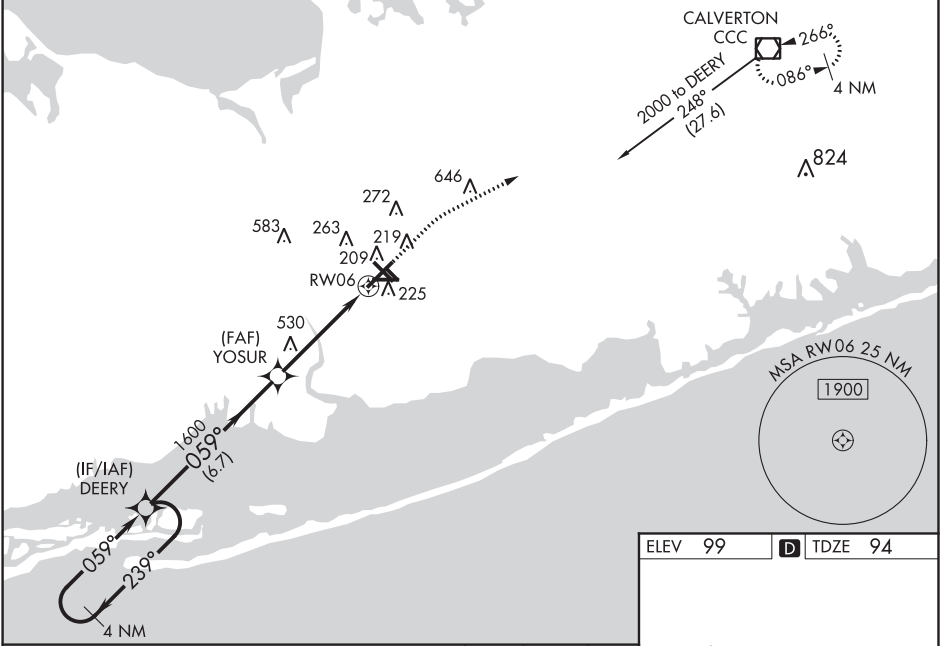 CALVERTON
CCC
266°
086°
4 NM
2000 to DEERY
248°
(27.6)
824
646
272
583
263
219
209
RW06
225
530
(FAF)
YOSUR
1600
059°
(6.7)
(IF/IAF)
DEERY
059°
239°
4 NM
MSA RW06 25 NM
1900
ELEV 99 D TDZE 94